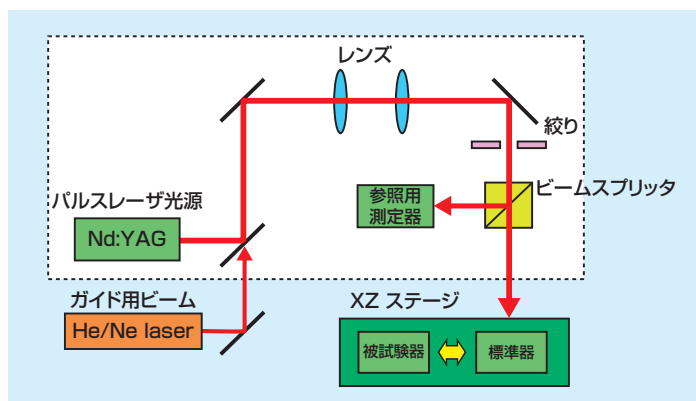 レンズ
絞り
ビームスプリッタ
参照用
測定器
パルスレーザ光源
Nd:YAG
ガイド用ビーム
He/Ne laser
XZ ステージ
被試験器
標準器